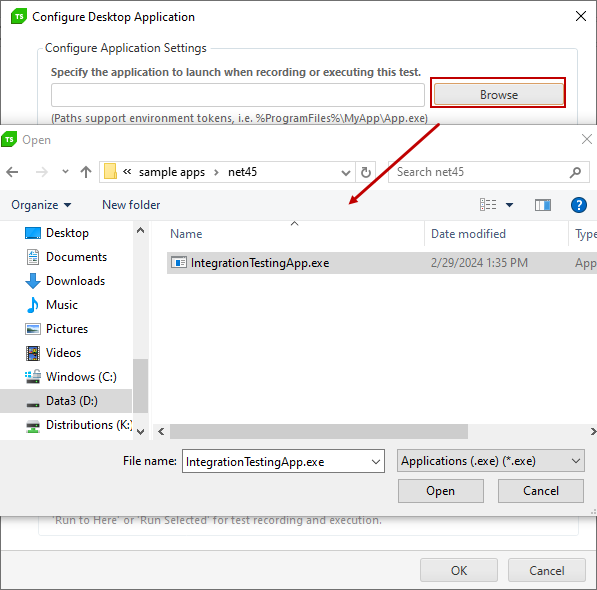 TS Configure Desktop Application
Configure Application Settings
Specify the application to launch when recording or executing this test.
Browse
(Paths support environment tokens, i.e. %ProgramFiles%\MyApp\App.exe)
TS Open
« sample apps › net45
Search net45
Organize
New folder
?
Desktop
Documents
Downloads
Music
Pictures
Videos
Windows (C:)
Data3 (D:)
Distributions (K:
Name
Date modified
Type
IntegrationTestingApp.exe
2/29/2024 1:35 PM
App
File name:
IntegrationTestingApp.exe
Applications (.exe) (*.exe)
Open
Cancel
'Run to Here' or 'Run Selected' for test recording and execution.
OK
Cancel